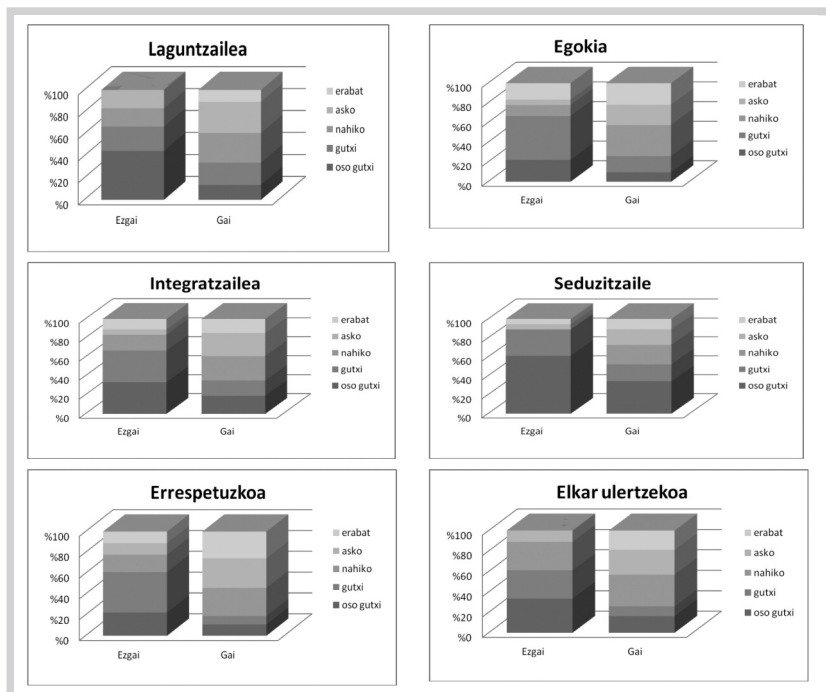 Laguntzailea
%100
%80
%60
%40
%20
%0
Ezgai
Gai
erabat
asko
nahiko
gutxi
oso gutxi
Egokia
%100
%80
%60
%40
%20
%0
Ezgai
Gai
erabat
asko
nahiko
gutxi
oso gutxi
Integratzailea
%100
%80
%60
%40
%20
%0
Ezgai
Gai
erabat
asko
nahiko
gutxi
oso gutxi
Seduzitzaile
%100
%80
%60
%40
%20
%0
Ezgai
Gai
erabat
asko
nahiko
gutxi
oso gutxi
Errespetuzkoa
%100
%80
%60
%40
%20
%0
Ezgai
Gai
erabat
asko
nahiko
gutxi
oso gutxi
Elkar ulertzekoa
%100
%80
%60
%40
%20
%0
Ezgai
Gai
erabat
asko
nahiko
gutxi
oso gutxi